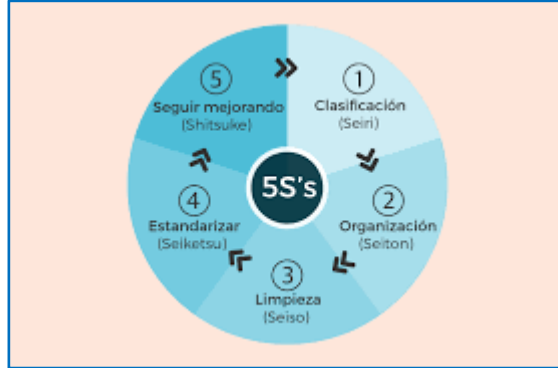 5S's
1
Clasificación
(Seiri)
2
Organización
(Seiton)
3
Limpieza
(Seiso)
4
Estandarizar
(Seiketsu)
5
Seguir mejorando
(Shitsuke)